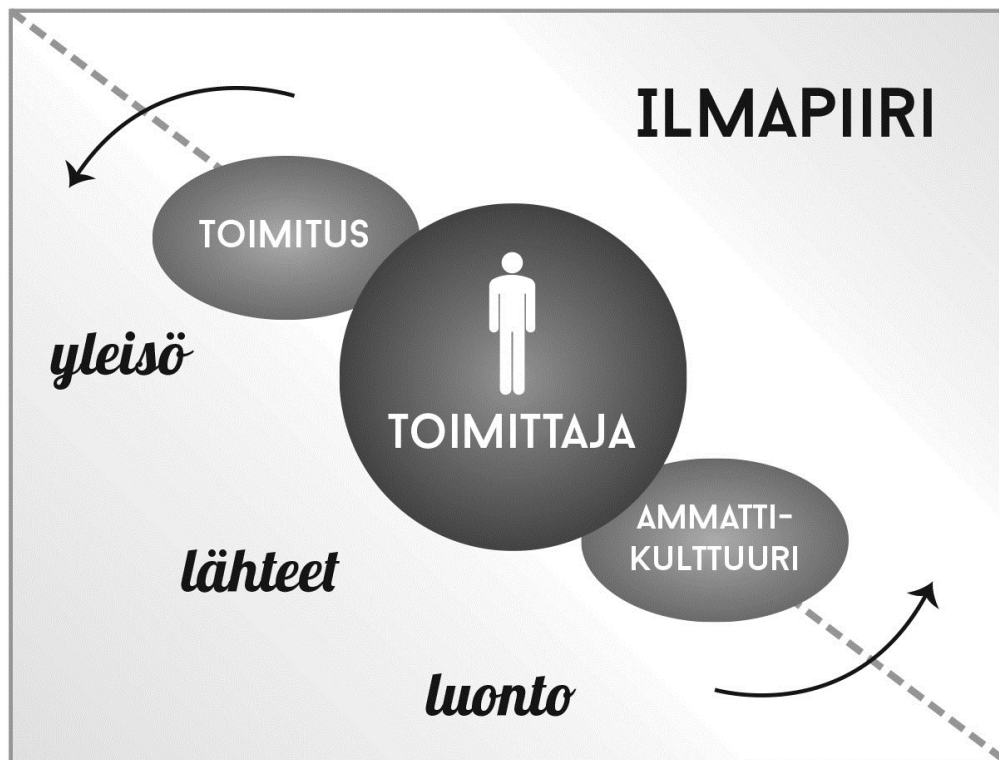 ILMAPIIRI
TOIMITUS
yleisö
TOIMITTAJA
AMMATTI-
KULTTUURI
lähteet
luonto